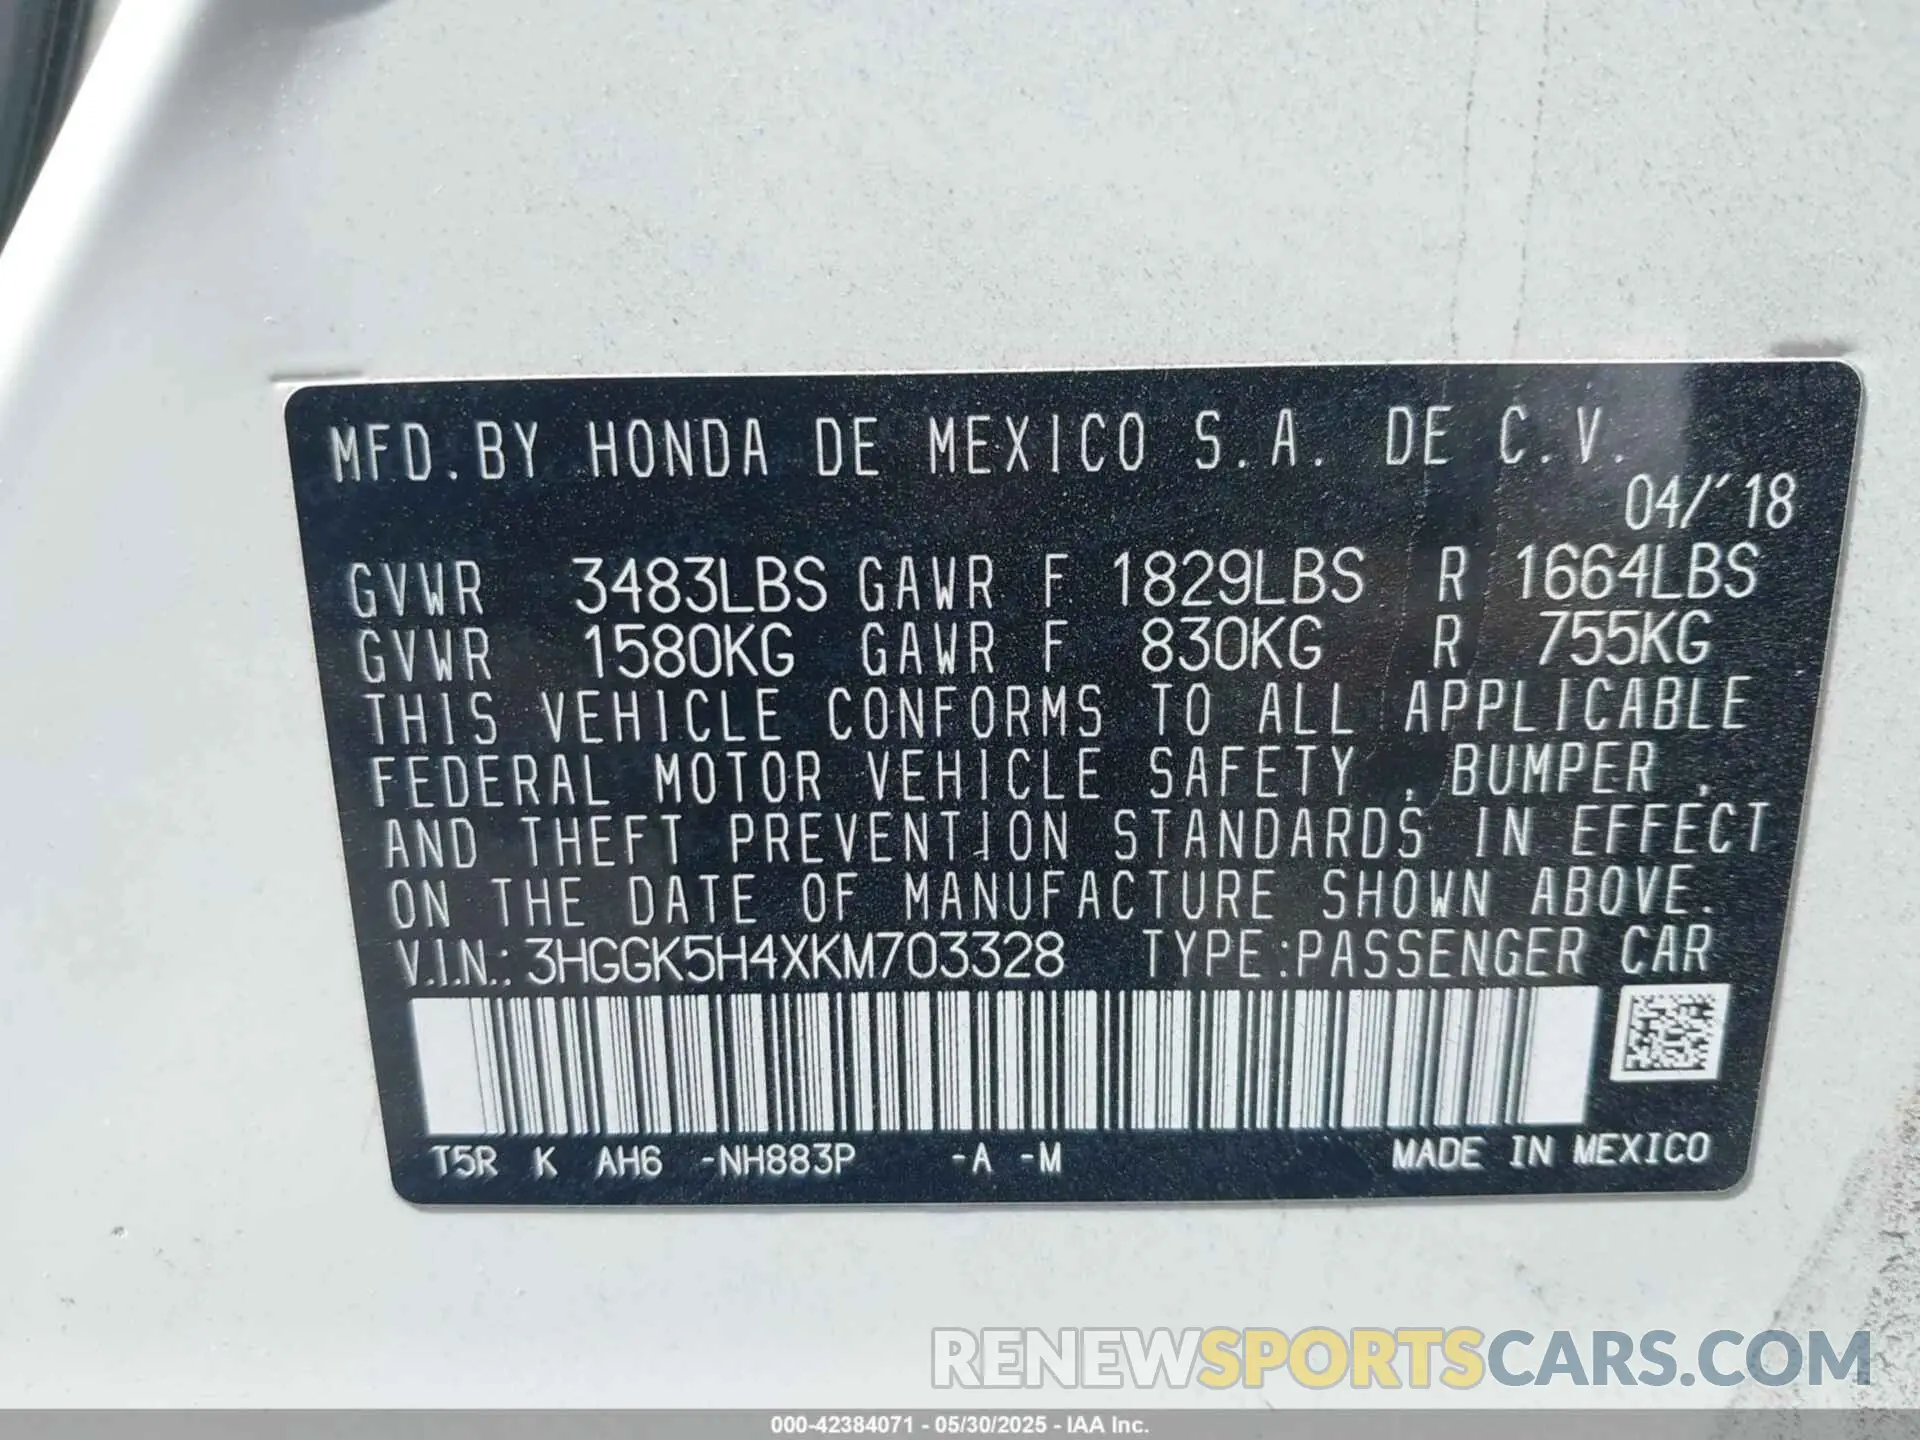 MFD. BY HONDA DE MEXICO S.A. DE C.V.
04/'18
GVWR 3483LBS GAWR F 1829LBS R 1664LBS
GVWR 1580KG GAWR F 830KG R 755KG
THIS VEHICLE CONFORMS TO ALL APPLICABLE
FEDERAL MOTOR VEHICLE SAFETY , BUMPER ,
AND THEFT PREVENTION STANDARDS IN EFFECT
ON THE DATE OF MANUFACTURE SHOWN ABOVE.
V.I.N.: 3HGGK5H4XKM703328 TYPE:PASSENGER CAR
T5R K AH6 -NH883P -A -M MADE IN MEXICO
RENEWSPORTSCARS.COM
000-42384071 - 05/30/2025 - IAA Inc.